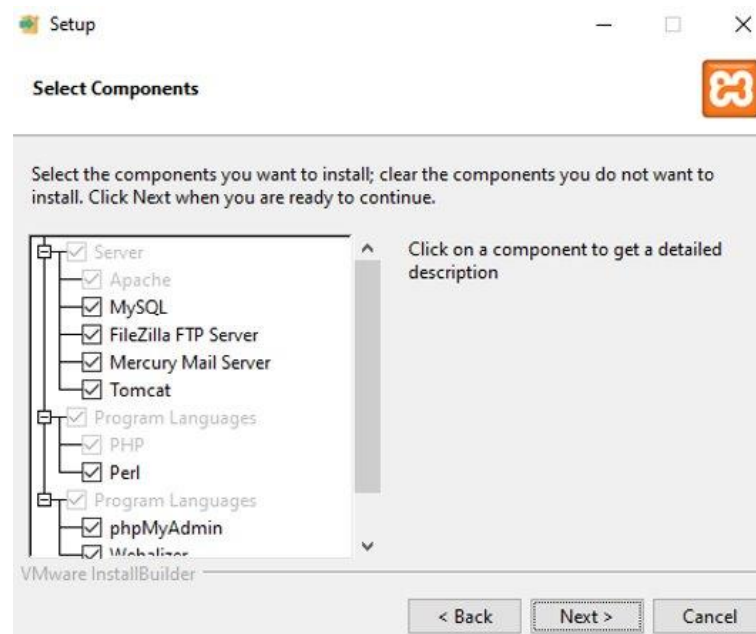 Setup
Select Components
Select the components you want to install; clear the components you do not want to
install. Click Next when you are ready to continue.
Server
Apache
MySQL
FileZilla FTP Server
Mercury Mail Server
Tomcat
Program Languages
PHP
Perl
Program Languages
phpMyAdmin
Webalizer
Click on a component to get a detailed
description
VMware InstallBuilder
< Back
Next >
Cancel